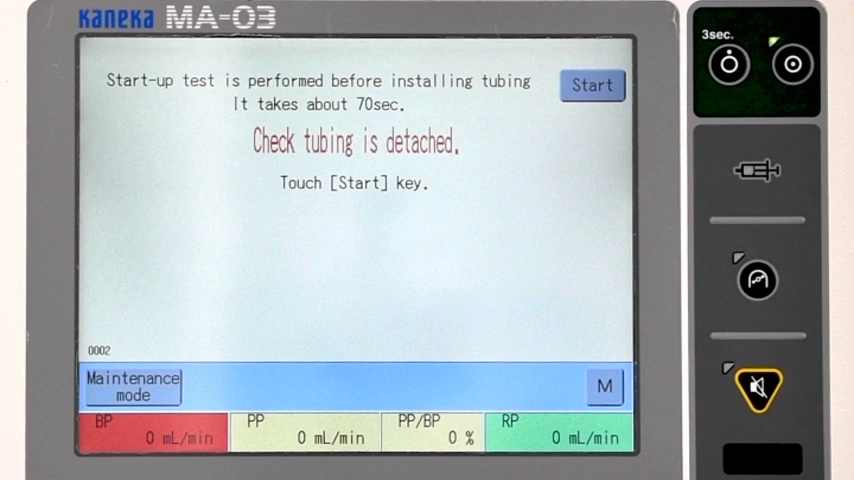 kaneka MA-03
3sec.
Start-up test is performed before installing tubing
It takes about 70sec.
Start
Check tubing is detached.
Touch [Start] key.
0002
Maintenance
mode
M
BP
0 mL/min
PP
0 mL/min
PP/BP
0 %
RP
0 mL/min